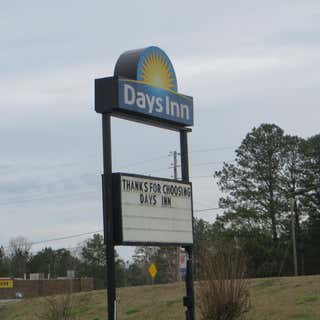 Days Inn
THANKS FOR CHOOSING
DAYS INN